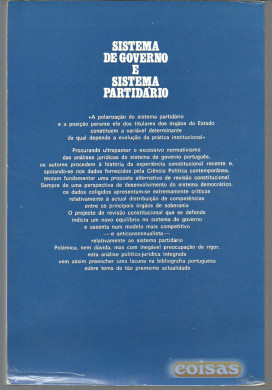 SISTEMA
DE GOVERNO
E
SISTEMA
PARTIDÁRIO
«A polarização do sistema partidário
e a posição perante ele dos titulares dos órgãos do Estado
constituem a variável determinante
da qual depende a evolução da prática institucional»
Procurando ultrapassar o excessivo normativismo
das análises jurídicas do sistema de governo português,
os autores procedem à história da experiência constitucional recente e,
apoiando-se nos dados fornecidos pela Ciência Política contemporânea,
tentam fundamentar uma proposta alternativa de revisão constitucional
Sempre de uma perspectiva de desenvolvimento do sistema democrático,
os dados coligidos apresentam-se extremamente críticos
relativamente à actual distribuição de competências
entre os principais órgãos de soberania
O projecto de revisão constitucional que se defende
indicia um novo equilíbrio no sistema de governo
e assenta num modelo mais competitivo
— e anticonsensualista —
relativamente ao sistema partidário
Polémica, sem dúvida, mas com inegável preocupação de rigor,
esta análise político-jurídica integrada
vem assim preencher uma lacuna na bibliografia portuguesa
sobre tema de tão premente actualidade
coisas